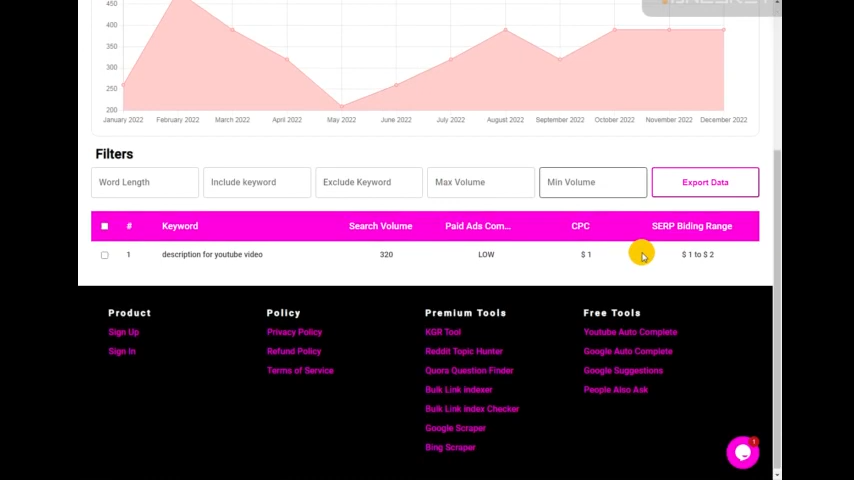 450
400
350
300
250
200
January 2022 February 2022 March 2022 April 2022 May 2022 June 2022 July 2022 August 2022 September 2022 October 2022 November 2022 December 2022
Filters
Word Length Include keyword Exclude Keyword Max Volume Min Volume Export Data
# Keyword Search Volume Paid Ads Com... CPC SERP Biding Range
1 description for youtube video 320 LOW $ 1 $ 1 to $ 2
Product Policy Premium Tools Free Tools
Sign Up Privacy Policy KGR Tool Youtube Auto Complete
Sign In Refund Policy Reddit Topic Hunter Google Auto Complete
Terms of Service Quora Question Finder Google Suggestions
Bulk Link indexer People Also Ask
Bulk Link index Checker
Google Scraper
Bing Scraper
1